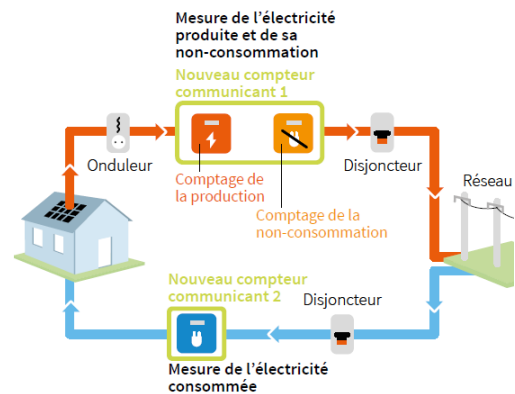 Mesure de l’électricité
produite et de sa
non-consommation
Nouveau compteur
communicant 1
Onduleur
Disjoncteur
Comptage de
la production
Comptage de la
non-consommation
Réseau
Nouveau compteur
communicant 2
Disjoncteur
Mesure de l’électricité
consommée